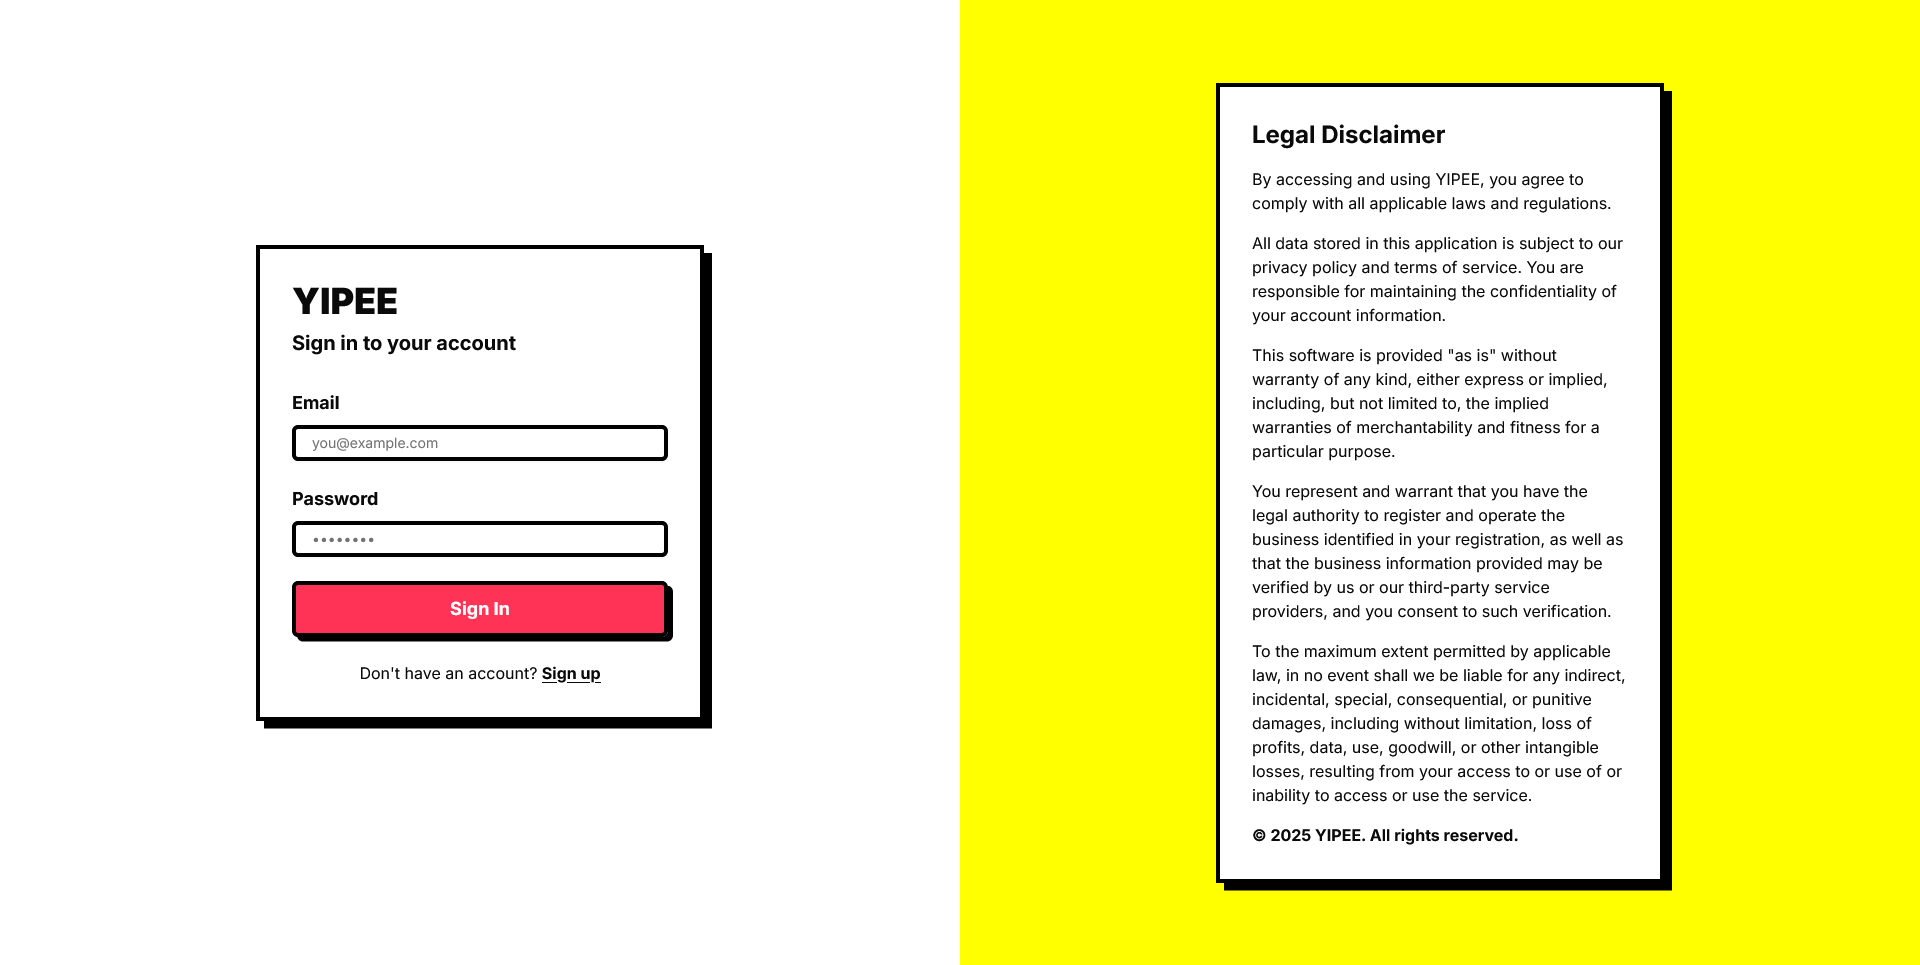 YIPEE
Sign in to your account
Email
you@example.com
Password
••••••••
Sign In
Don't have an account? Sign up
Legal Disclaimer
By accessing and using YIPEE, you agree to
comply with all applicable laws and regulations.
All data stored in this application is subject to our
privacy policy and terms of service. You are
responsible for maintaining the confidentiality of
your account information.
This software is provided "as is" without
warranty of any kind, either express or implied,
including, but not limited to, the implied
warranties of merchantability and fitness for a
particular purpose.
You represent and warrant that you have the
legal authority to register and operate the
business identified in your registration, as well as
that the business information provided may be
verified by us or our third-party service
providers, and you consent to such verification.
To the maximum extent permitted by applicable
law, in no event shall we be liable for any indirect,
incidental, special, consequential, or punitive
damages, including without limitation, loss of
profits, data, use, goodwill, or other intangible
losses, resulting from your access to or use of or
inability to access or use the service.
© 2025 YIPEE. All rights reserved.